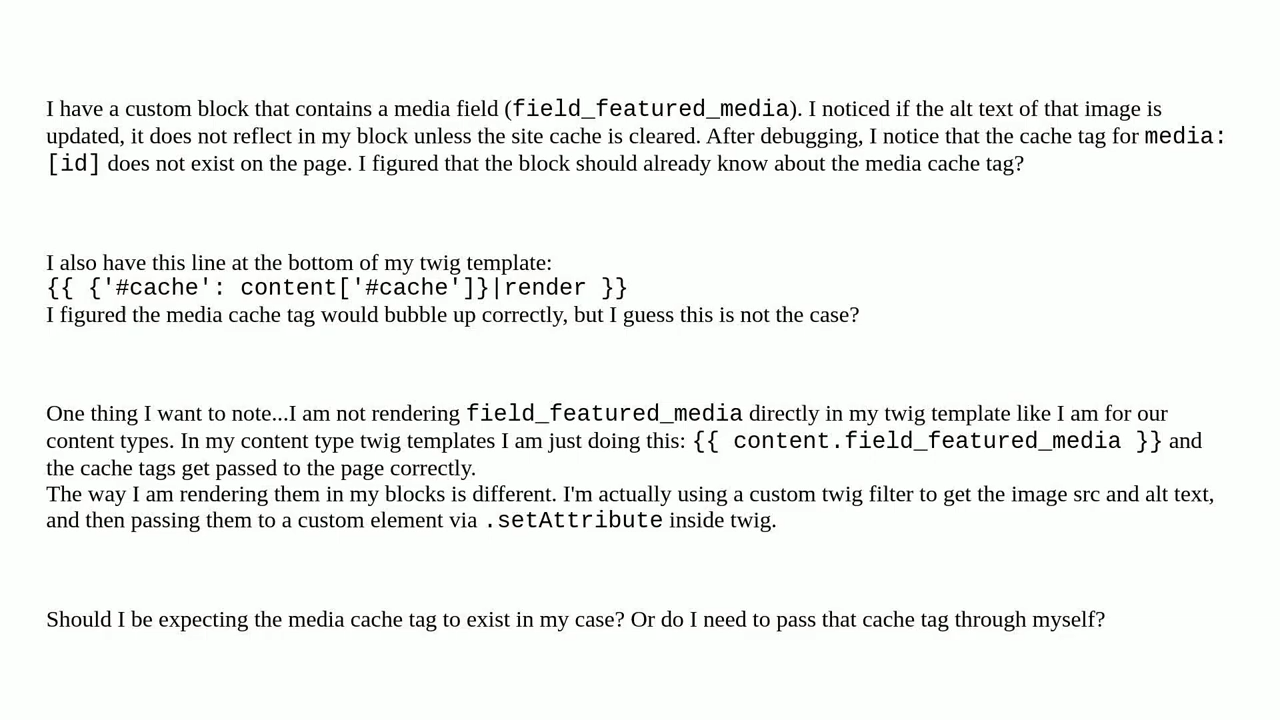 I have a custom block that contains a media field (field_featured_media). I noticed if the alt text of that image is
updated, it does not reflect in my block unless the site cache is cleared. After debugging, I notice that the cache tag for media:
[id] does not exist on the page. I figured that the block should already know about the media cache tag?
I also have this line at the bottom of my twig template:
{{ {'#cache': content['#cache']}|render }}
I figured the media cache tag would bubble up correctly, but I guess this is not the case?
One thing I want to note...I am not rendering field_featured_media directly in my twig template like I am for our
content types. In my content type twig templates I am just doing this: {{ content.field_featured_media }} and
the cache tags get passed to the page correctly.
The way I am rendering them in my blocks is different. I'm actually using a custom twig filter to get the image src and alt text,
and then passing them to a custom element via .setAttribute inside twig.
Should I be expecting the media cache tag to exist in my case? Or do I need to pass that cache tag through myself?